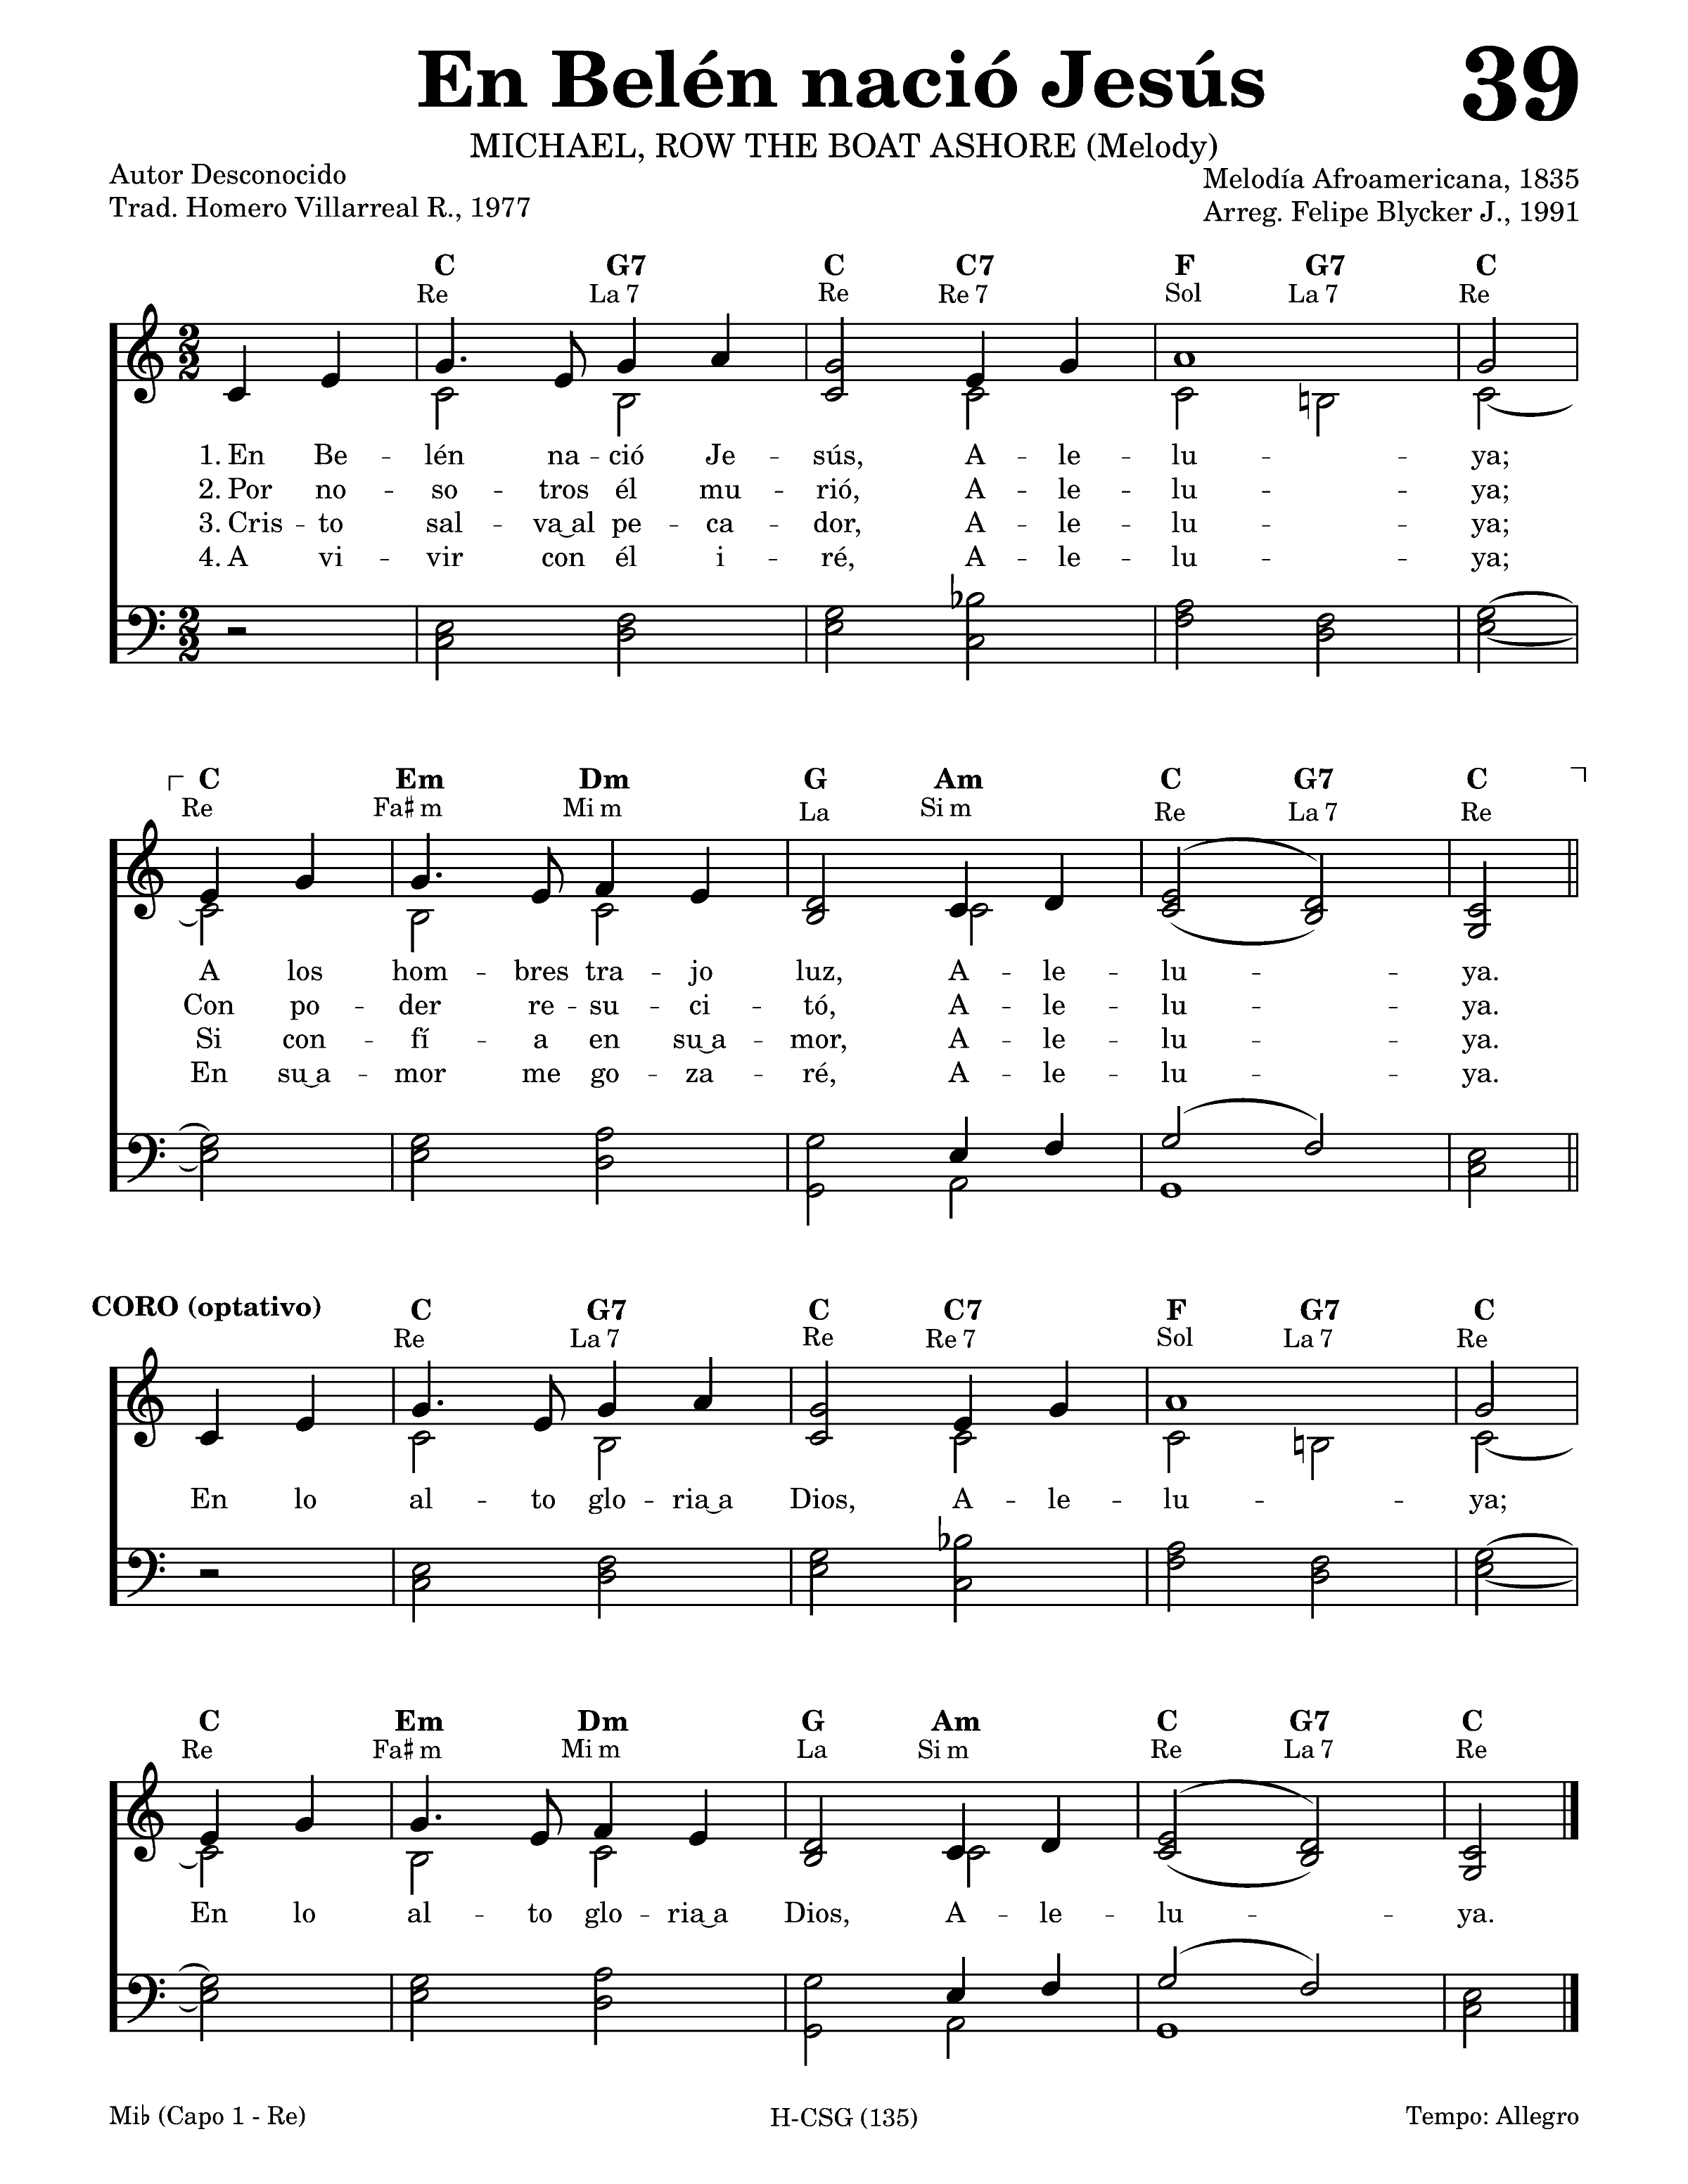 En Belén nació Jesús
39
MICHAEL, ROW THE BOAT ASHORE (Melody)
Autor Desconocido
Trad. Homero Villarreal R., 1977
Melodía Afroamericana, 1835
Arreg. Felipe Blycker J., 1991
C G7 C C7 F G7 C
Re La 7 Re Re 7 Sol La 7 Re
1. En Be - lén na - ció Je - sús, A - le - lu - ya;
2. Por no - so - tros él mu - rió, A - le - lu - ya;
3. Cris - to sal - va‿al pe - ca - dor, A - le - lu - ya;
4. A vi - vir con él i - ré, A - le - lu - ya;
C Em Dm G Am C G7 C
Re Fa♯ m Mi m La Si m Re La 7 Re
A los hom - bres tra - jo luz, A - le - lu - ya.
Con po - der re - su - ci - tó, A - le - lu - ya.
Si con - fí - a en su‿a - mor, A - le - lu - ya.
En su‿a - mor me go - za - ré, A - le - lu - ya.
CORO (optativo) C G7 C C7 F G7 C
Re La 7 Re Re 7 Sol La 7 Re
En lo al - to glo - ria‿a Dios, A - le - lu - ya;
C Em Dm G Am C G7 C
Re Fa♯ m Mi m La Si m Re La 7 Re
En lo al - to glo - ria‿a Dios, A - le - lu - ya.
Mi♭ (Capo 1 - Re)
H-CSG (135)
Tempo: Allegro